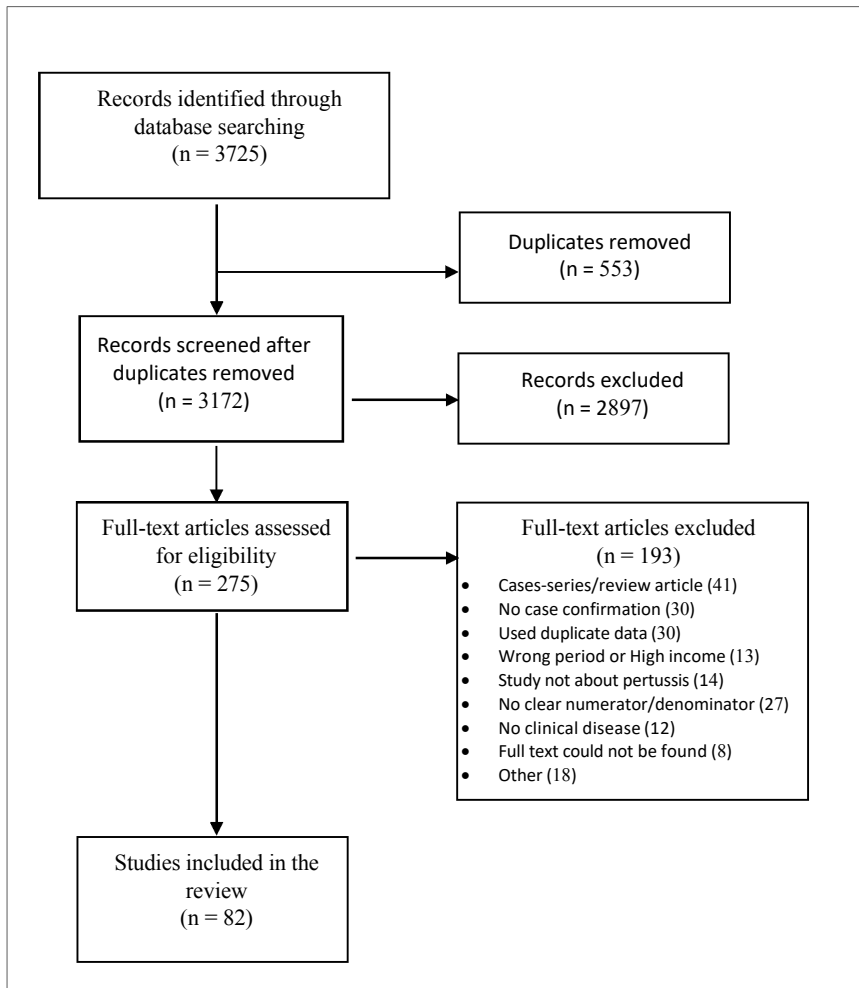 Records identified through
database searching
(n = 3725)
Duplicates removed
(n = 553)
Records screened after
duplicates removed
(n = 3172)
Records excluded
(n = 2897)
Full-text articles assessed
for eligibility
(n = 275)
Full-text articles excluded
(n = 193)
• Cases-series/review article (41)
• No case confirmation (30)
• Used duplicate data (30)
• Wrong period or High income (13)
• Study not about pertussis (14)
• No clear numerator/denominator (27)
• No clinical disease (12)
• Full text could not be found (8)
• Other (18)
Studies included in the
review
(n = 82)